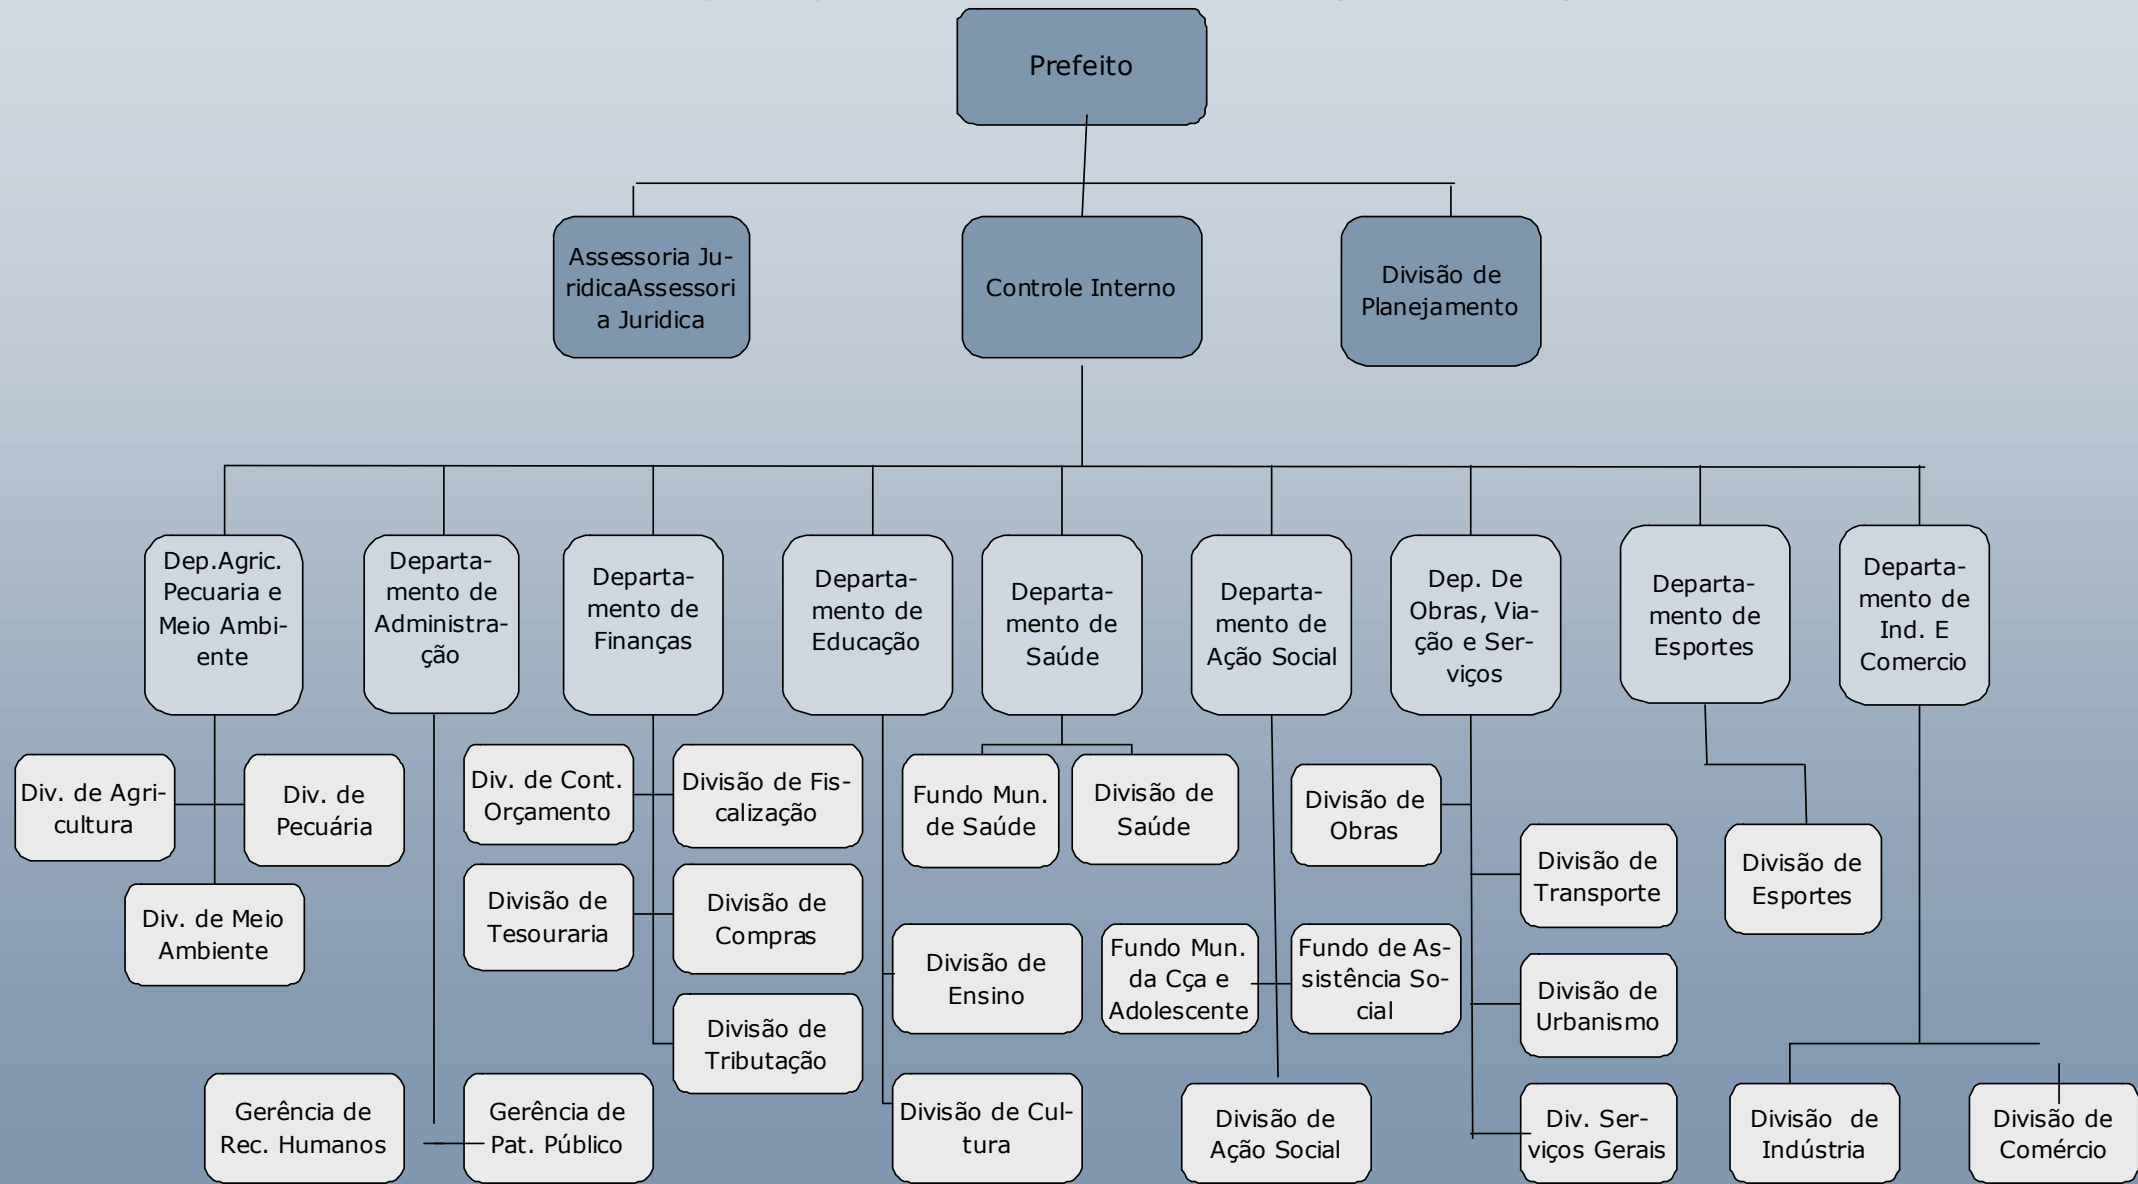 Prefeito
Assessoria Ju-
ridicaAssessori
a Juridica
Controle Interno
Divisão de
Planejamento
Dep.Agric.
Pecuaria e
Meio Ambi-
ente
Departa-
mento de
Administra-
ção
Departa-
mento de
Finanças
Departa-
mento de
Educação
Departa-
mento de
Saúde
Departa-
mento de
Ação Social
Dep. De
Obras, Via-
ção e Ser-
viços
Departa-
mento de
Esportes
Departa-
mento de
Ind. E
Comercio
Div. de Agri-
cultura
Div. de
Pecuária
Div. de Meio
Ambiente
Gerência de
Rec. Humanos
Gerência de
Pat. Público
Div. de Cont.
Orçamento
Divisão de Fis-
calização
Divisão de
Tesouraria
Divisão de
Compras
Divisão de
Tributação
Divisão de
Ensino
Divisão de Cul-
tura
Fundo Mun.
de Saúde
Divisão de
Saúde
Fundo Mun.
da Cça e
Adolescente
Fundo de As-
sistência So-
cial
Divisão de
Ação Social
Divisão de
Obras
Divisão de
Transporte
Divisão de
Urbanismo
Div. Ser-
viços Gerais
Divisão de
Esportes
Divisão de
Indústria
Divisão de
Comércio